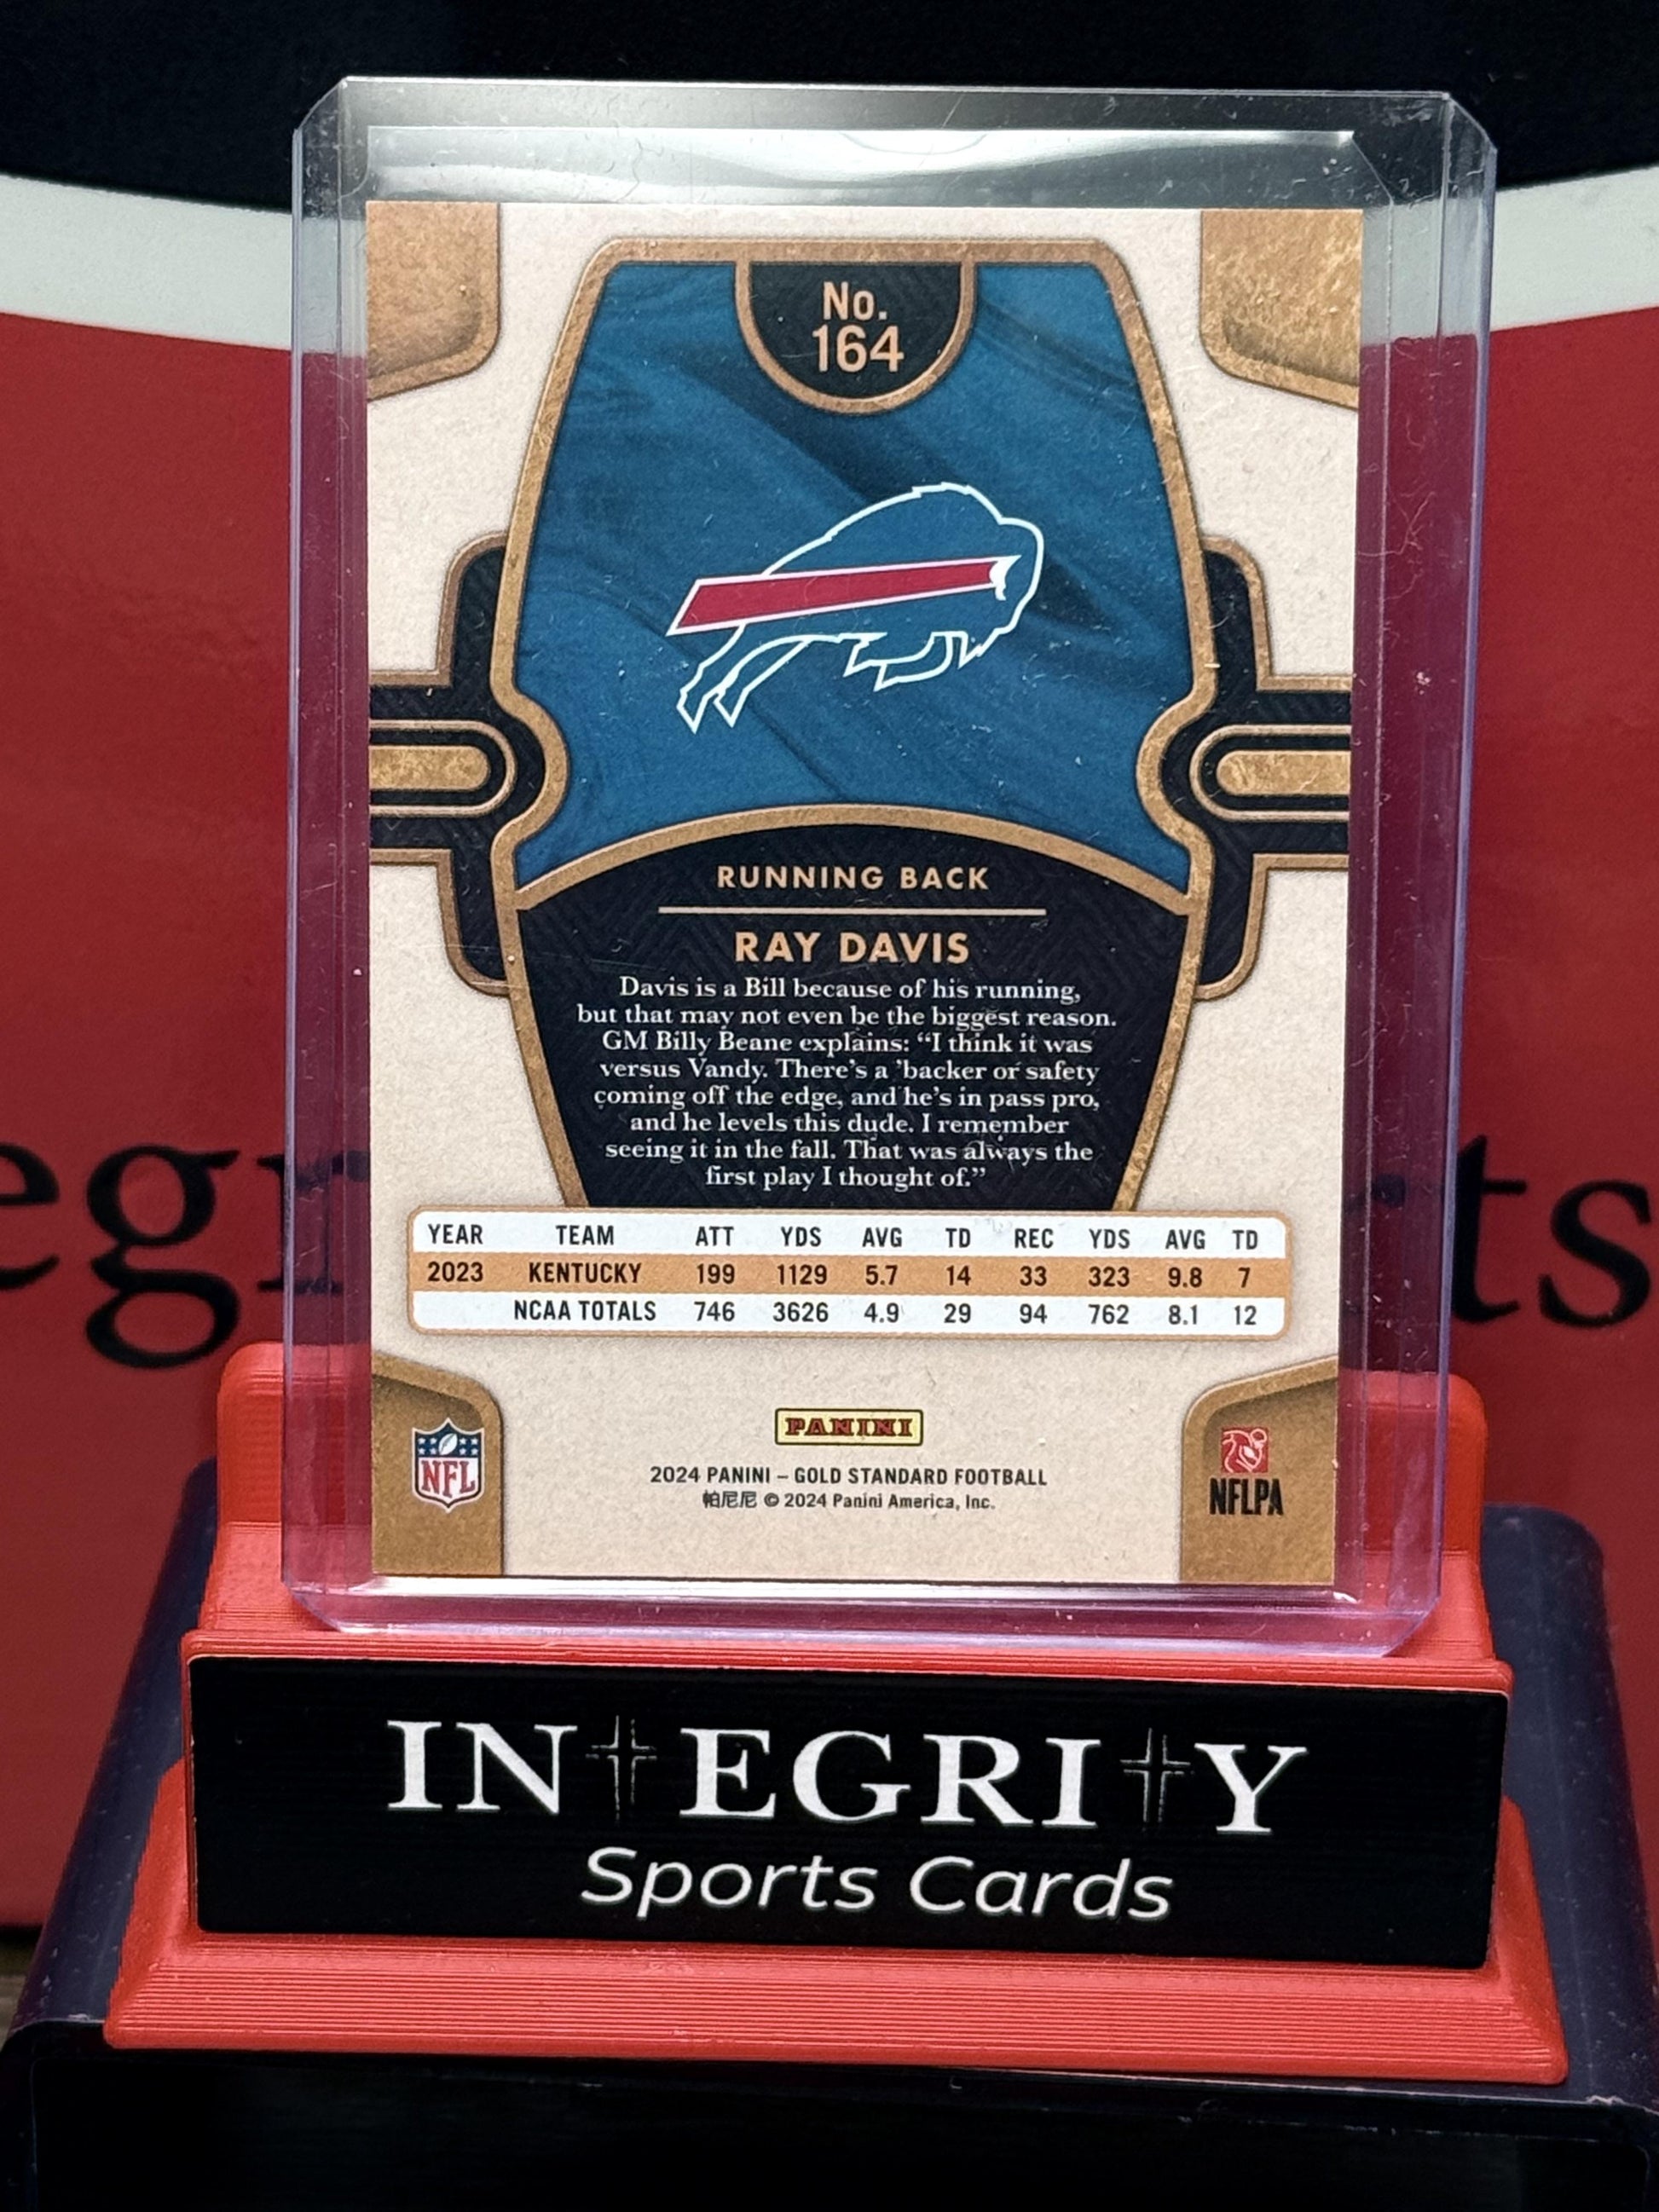 No.
164
RUNNING BACK
RAY DAVIS
Davis is a Bill because of his running,
but that may not even be the biggest reason.
GM Billy Beane explains: “I think it was
versus Vandy. There’s a ’backer or safety
coming off the edge, and he’s in pass pro,
and he levels this dude. I remember
seeing it in the fall. That was always the
first play I thought of.”
YEAR TEAM ATT YDS AVG TD REC YDS AVG TD
2023 KENTUCKY 199 1129 5.7 14 33 323 9.8 7
NCAA TOTALS 746 3626 4.9 29 94 762 8.1 12
PANINI
NFL
2024 PANINI – GOLD STANDARD FOOTBALL
帕尼尼 © 2024 Panini America, Inc.
NFLPA
INTEGRITY
Sports Cards